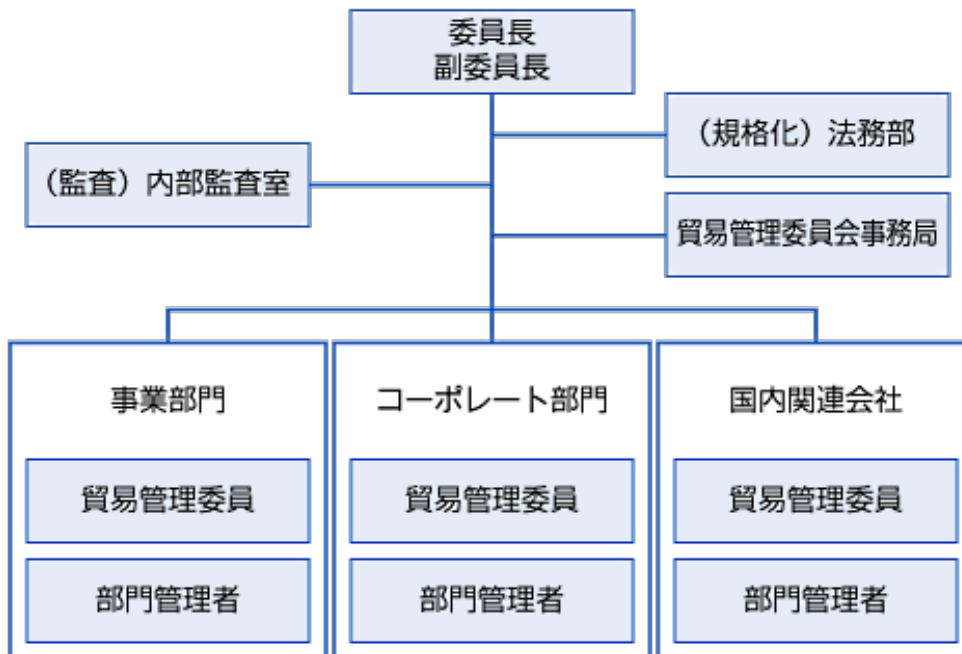 委員長
副委員長
（規格化）法務部
（監査）内部監査室
貿易管理委員会事務局
事業部門
コーポレート部門
国内関連会社
貿易管理委員
貿易管理委員
貿易管理委員
部門管理者
部門管理者
部門管理者